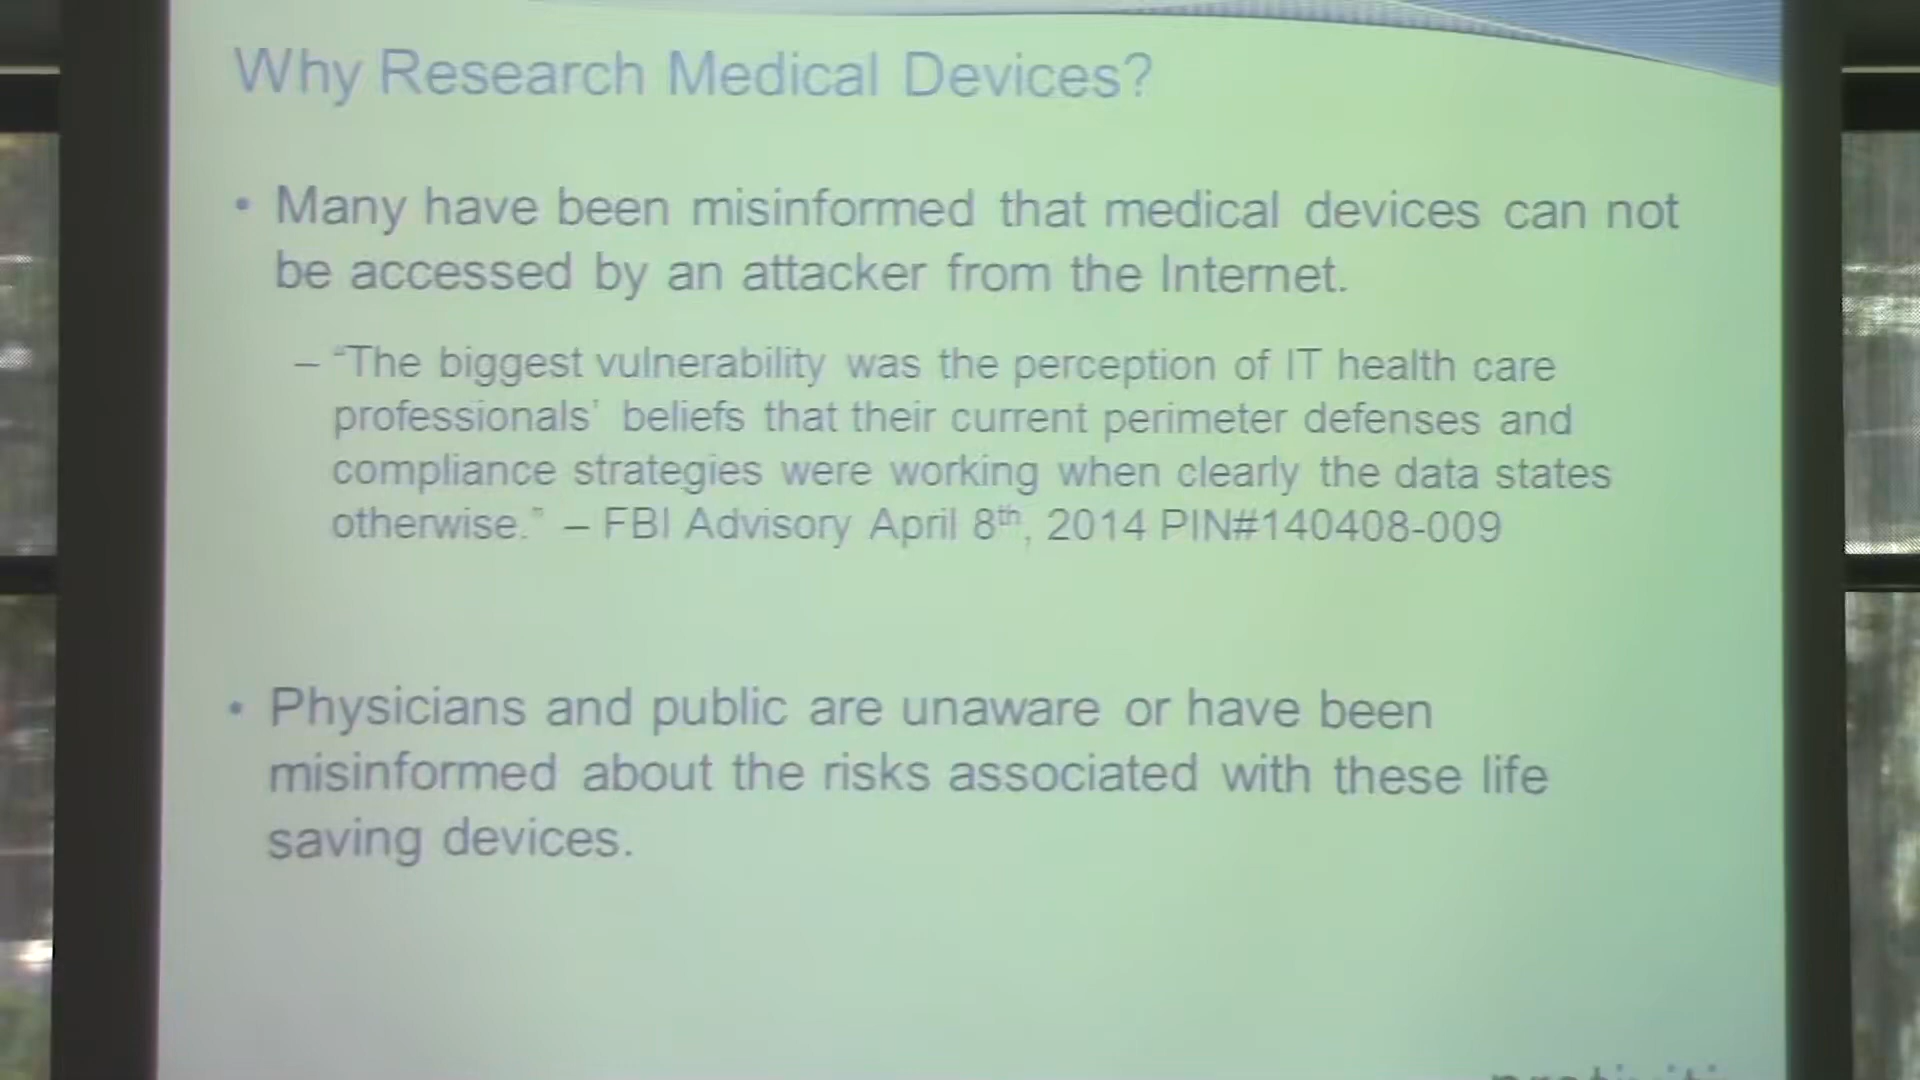 Why Research Medical Devices?
• Many have been misinformed that medical devices can not
be accessed by an attacker from the Internet.
– “The biggest vulnerability was the perception of IT health care
professionals’ beliefs that their current perimeter defenses and
compliance strategies were working when clearly the data states
otherwise.” – FBI Advisory April 8th, 2014 PIN#140408-009
• Physicians and public are unaware or have been
misinformed about the risks associated with these life
saving devices.